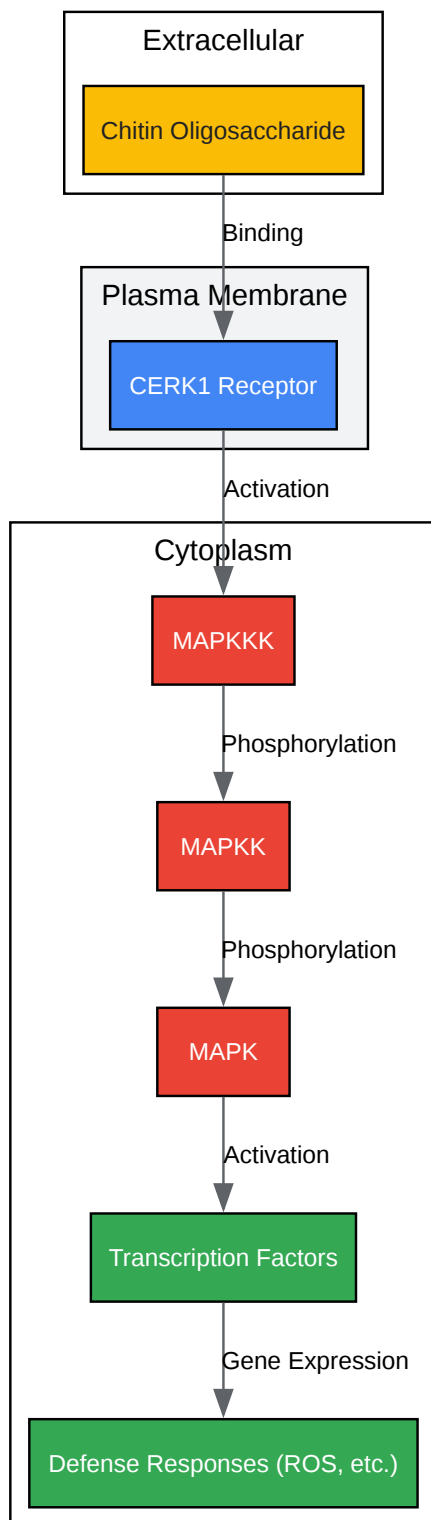 Extracellular
Chitin Oligosaccharide
Binding
Plasma Membrane
CERK1 Receptor
Activation
Cytoplasm
MAPKKK
Phosphorylation
MAPKK
Phosphorylation
MAPK
Activation
Transcription Factors
Gene Expression
Defense Responses (ROS, etc.)